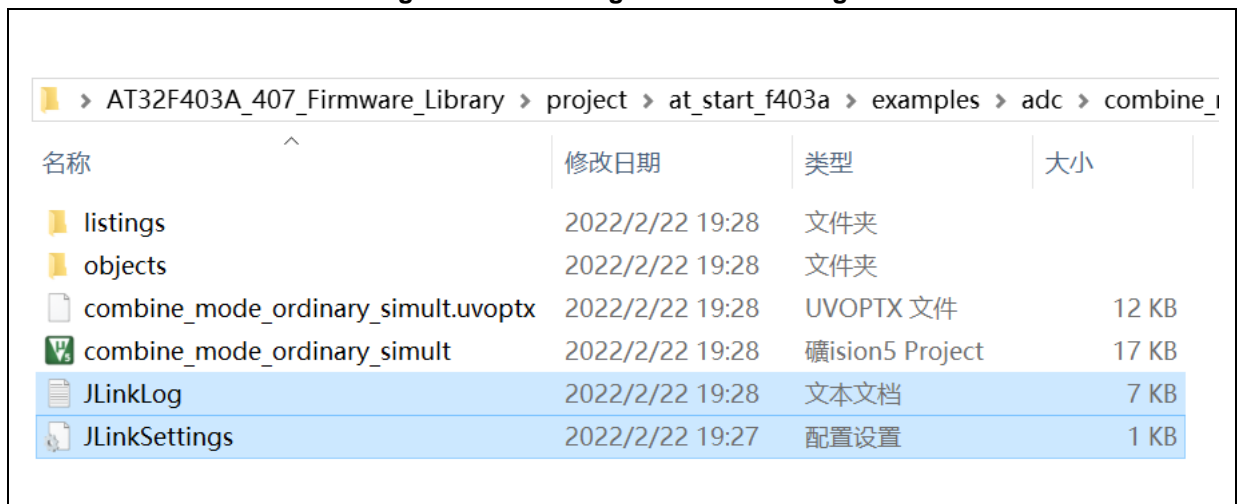 AT32F403A_407_Firmware_Library > project > at_start_f403a > examples > adc > combine_
名称 修改日期 类型 大小
listings 2022/2/22 19:28 文件夹
objects 2022/2/22 19:28 文件夹
combine_mode_ordinary_simult.uvoptx 2022/2/22 19:28 UVOPTX 文件 12 KB
combine_mode_ordinary_simult 2022/2/22 19:28 礦ision5 Project 17 KB
JLinkLog 2022/2/22 19:28 文本文档 7 KB
JLinkSettings 2022/2/22 19:27 配置设置 1 KB